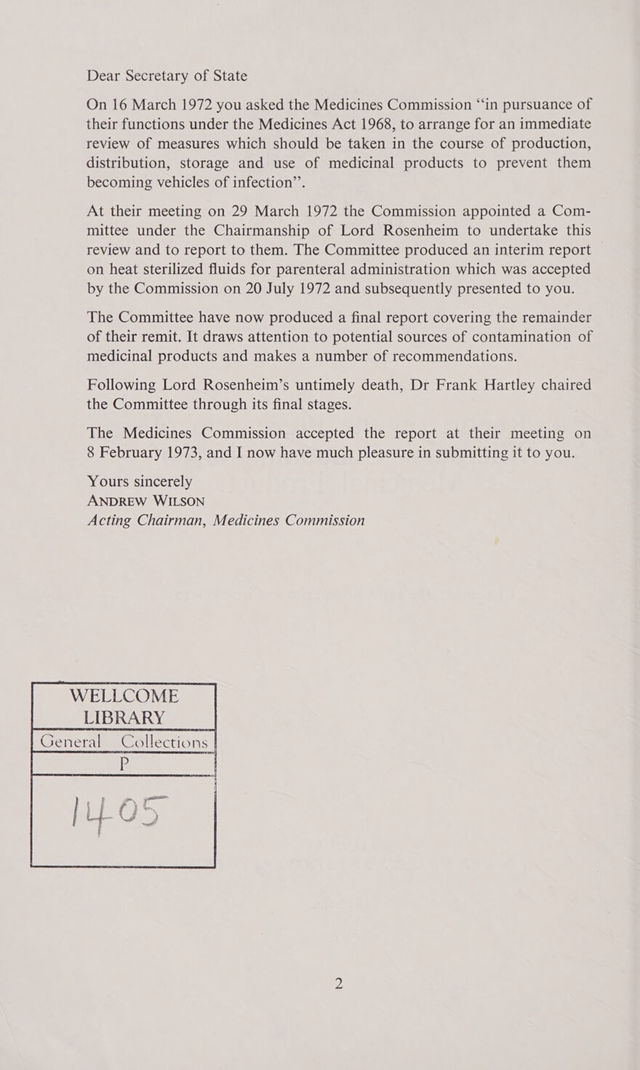 Dear Secretary of State
On 16 March 1972 you asked the Medicines Commission “in pursuance of
their functions under the Medicines Act 1968, to arrange for an immediate
review of measures which should be taken in the course of production,
distribution, storage and use of medicinal products to prevent them
becoming vehicles of infection”.
At their meeting on 29 March 1972 the Commission appointed a Com-
mittee under the Chairmanship of Lord Rosenheim to undertake this
review and to report to them. The Committee produced an interim report
on heat sterilized fluids for parenteral administration which was accepted
by the Commission on 20 July 1972 and subsequently presented to you.
The Committee have now produced a final report covering the remainder
of their remit. It draws attention to potential sources of contamination of
medicinal products and makes a number of recommendations.
Following Lord Rosenheim’s untimely death, Dr Frank Hartley chaired
the Committee through its final stages.
The Medicines Commission accepted the report at their meeting on
8 February 1973, and I now have much pleasure in submitting it to you.
Yours sincerely
ANDREW WILSON
Acting Chairman, Medicines Commission
WELLCOME
LIBRARY
General Collections
P
1405
2